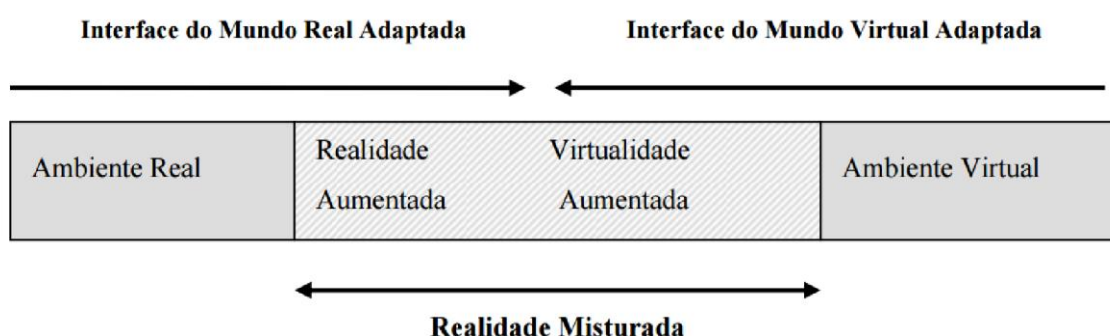 Interface do Mundo Real Adaptada
Interface do Mundo Virtual Adaptada
Ambiente Real
Realidade
Aumentada
Virtualidade
Aumentada
Ambiente Virtual
Realidade Misturada